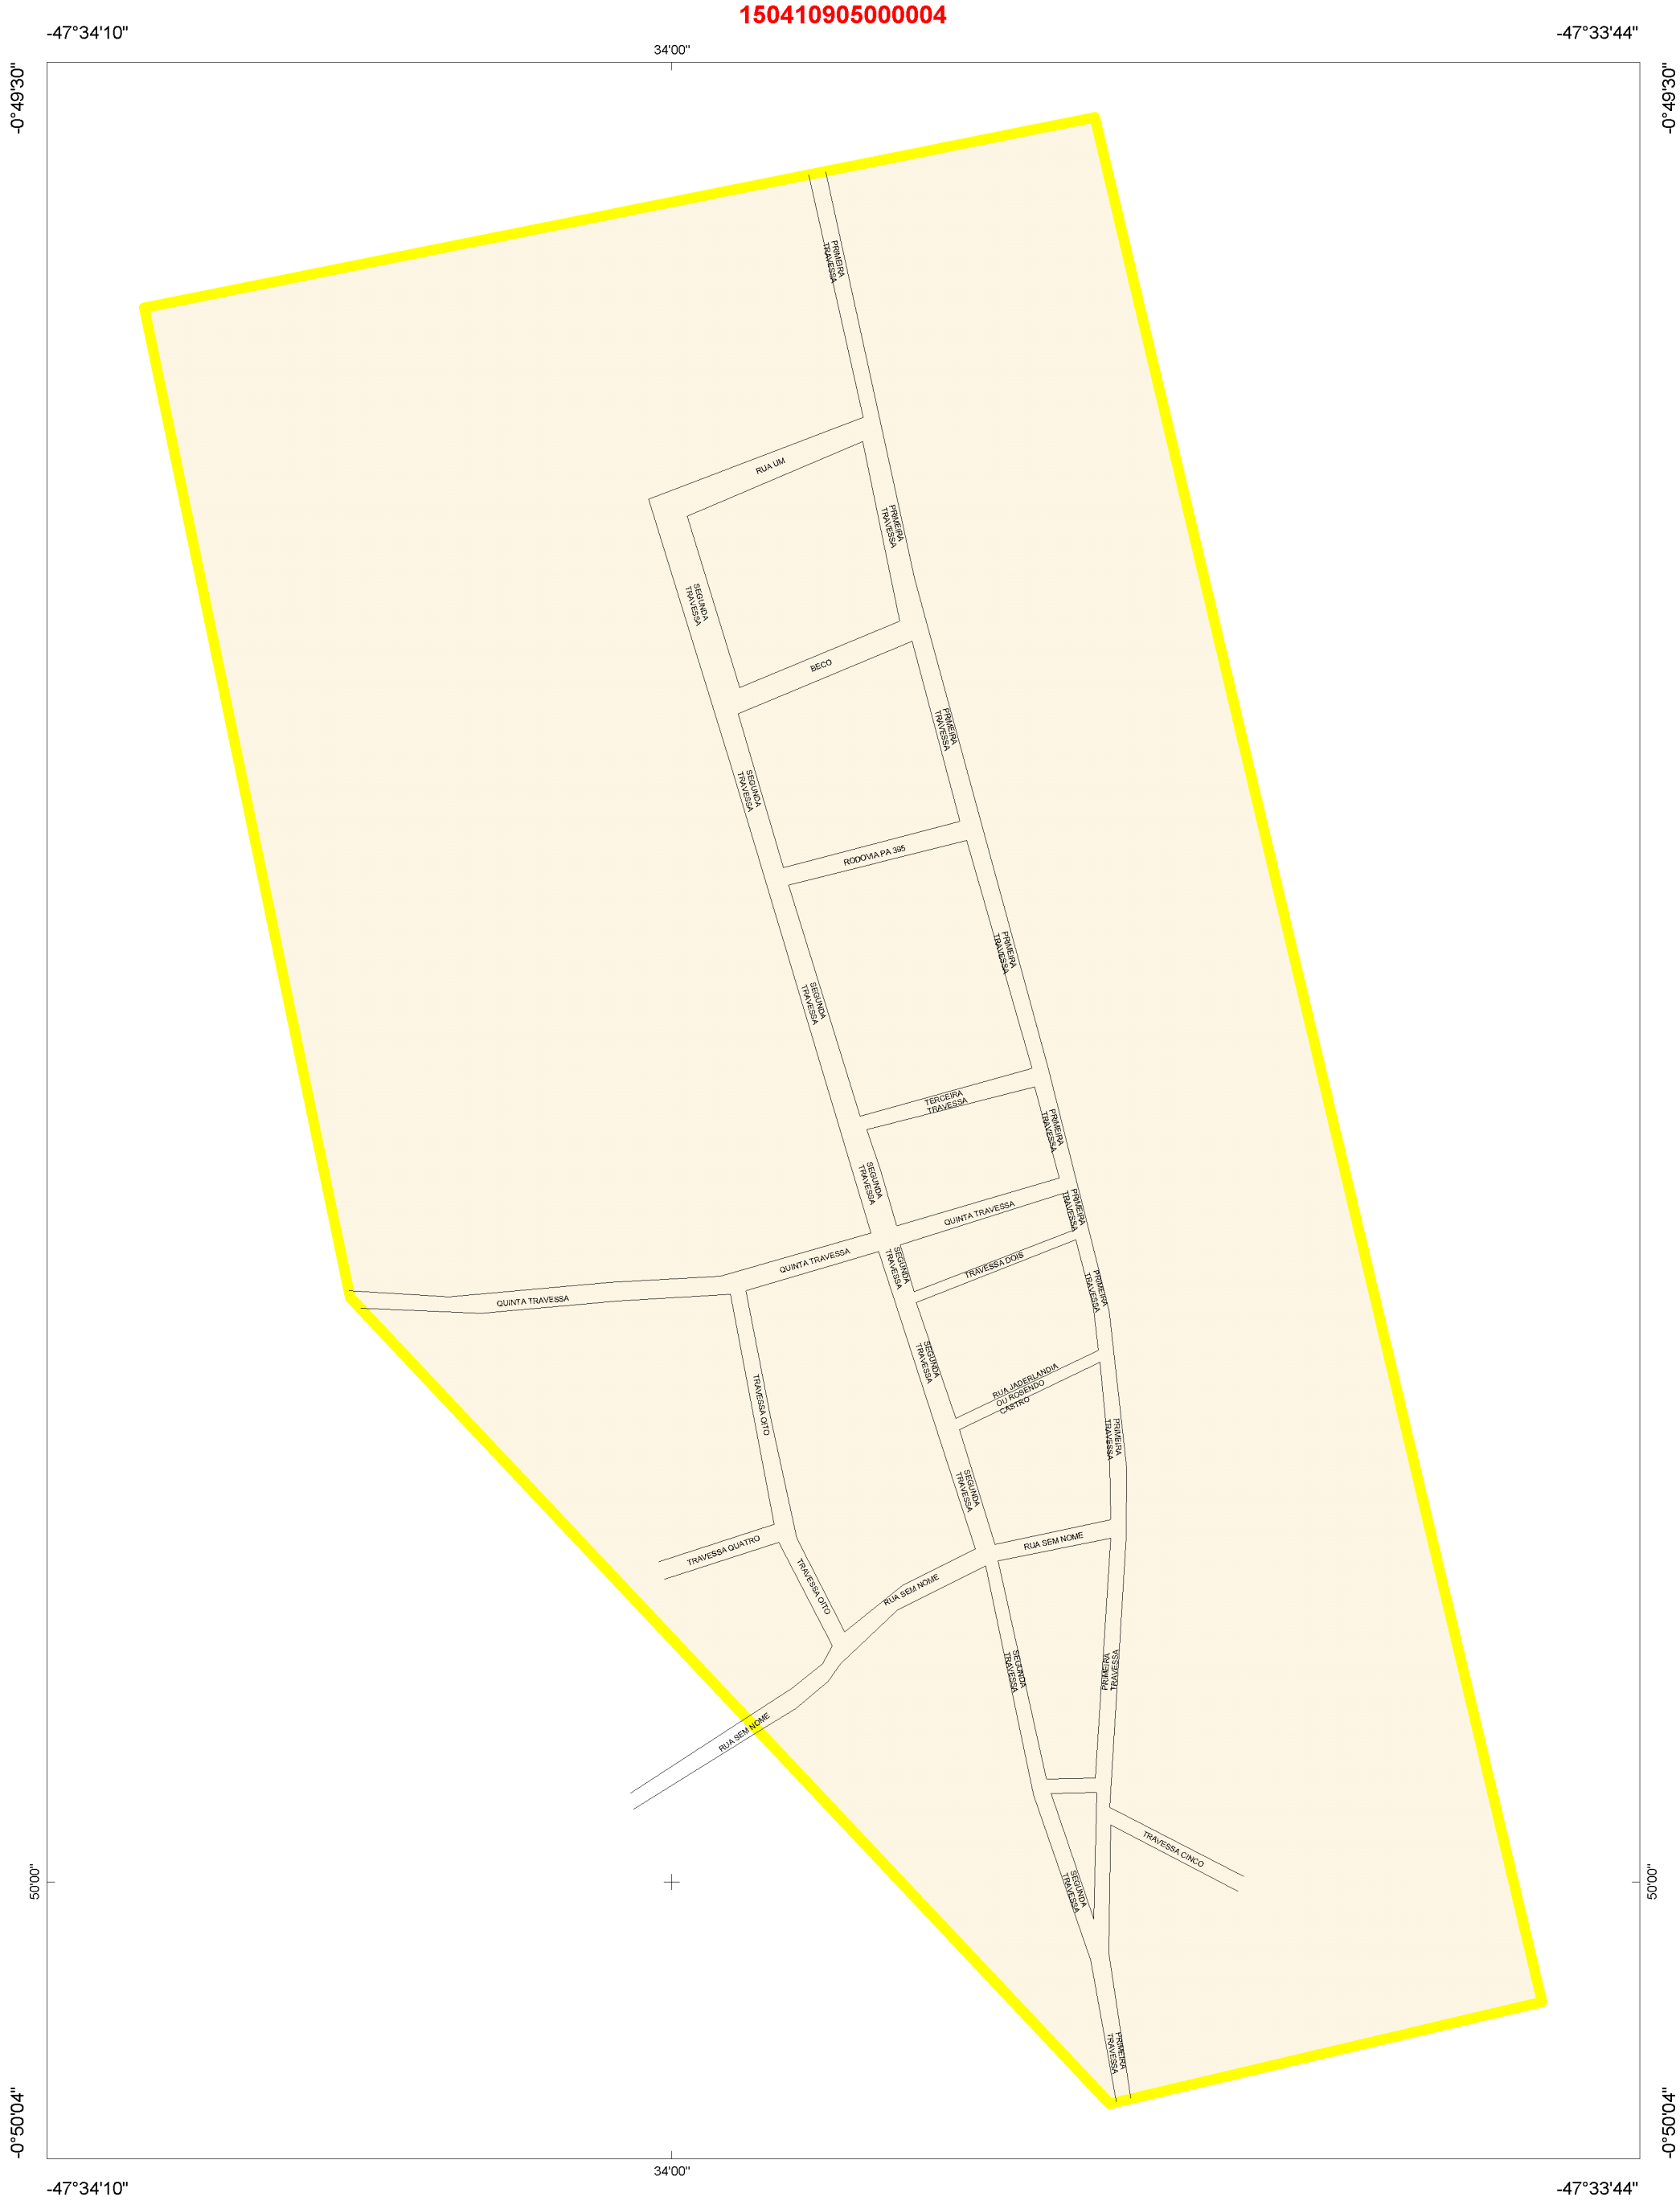 150410905000004
-47°34'10"
-47°33'44"
34'00"
-0°49'30"
-0°49'30"
PRIMEIRA
TRAVESSA
RUA UM
PRIMEIRA
TRAVESSA
SEGUNDA
TRAVESSA
BECO
PRIMEIRA
TRAVESSA
SEGUNDA
TRAVESSA
RODOVIA PA 395
PRIMEIRA
TRAVESSA
SEGUNDA
TRAVESSA
TERCEIRA
TRAVESSA
PRIMEIRA
TRAVESSA
SEGUNDA
TRAVESSA
PRIMEIRA
TRAVESSA
QUINTA TRAVESSA
QUINTA TRAVESSA
SEGUNDA
TRAVESSA
TRAVESSA DOIS
PRIMEIRA
TRAVESSA
QUINTA TRAVESSA
SEGUNDA
TRAVESSA
RUA JADERLANDIA
OU ROSENDO
CASTRO
TRAVESSA OITO
PRIMEIRA
TRAVESSA
SEGUNDA
TRAVESSA
TRAVESSA QUATRO
RUA SEM NOME
TRAVESSA OITO
RUA SEM NOME
SEGUNDA
TRAVESSA
PRIMEIRA
TRAVESSA
RUA SEM NOME
TRAVESSA CINCO
SEGUNDA
TRAVESSA
50'00"
50'00"
PRIMEIRA
TRAVESSA
-0°50'04"
-0°50'04"
34'00"
-47°34'10"
-47°33'44"